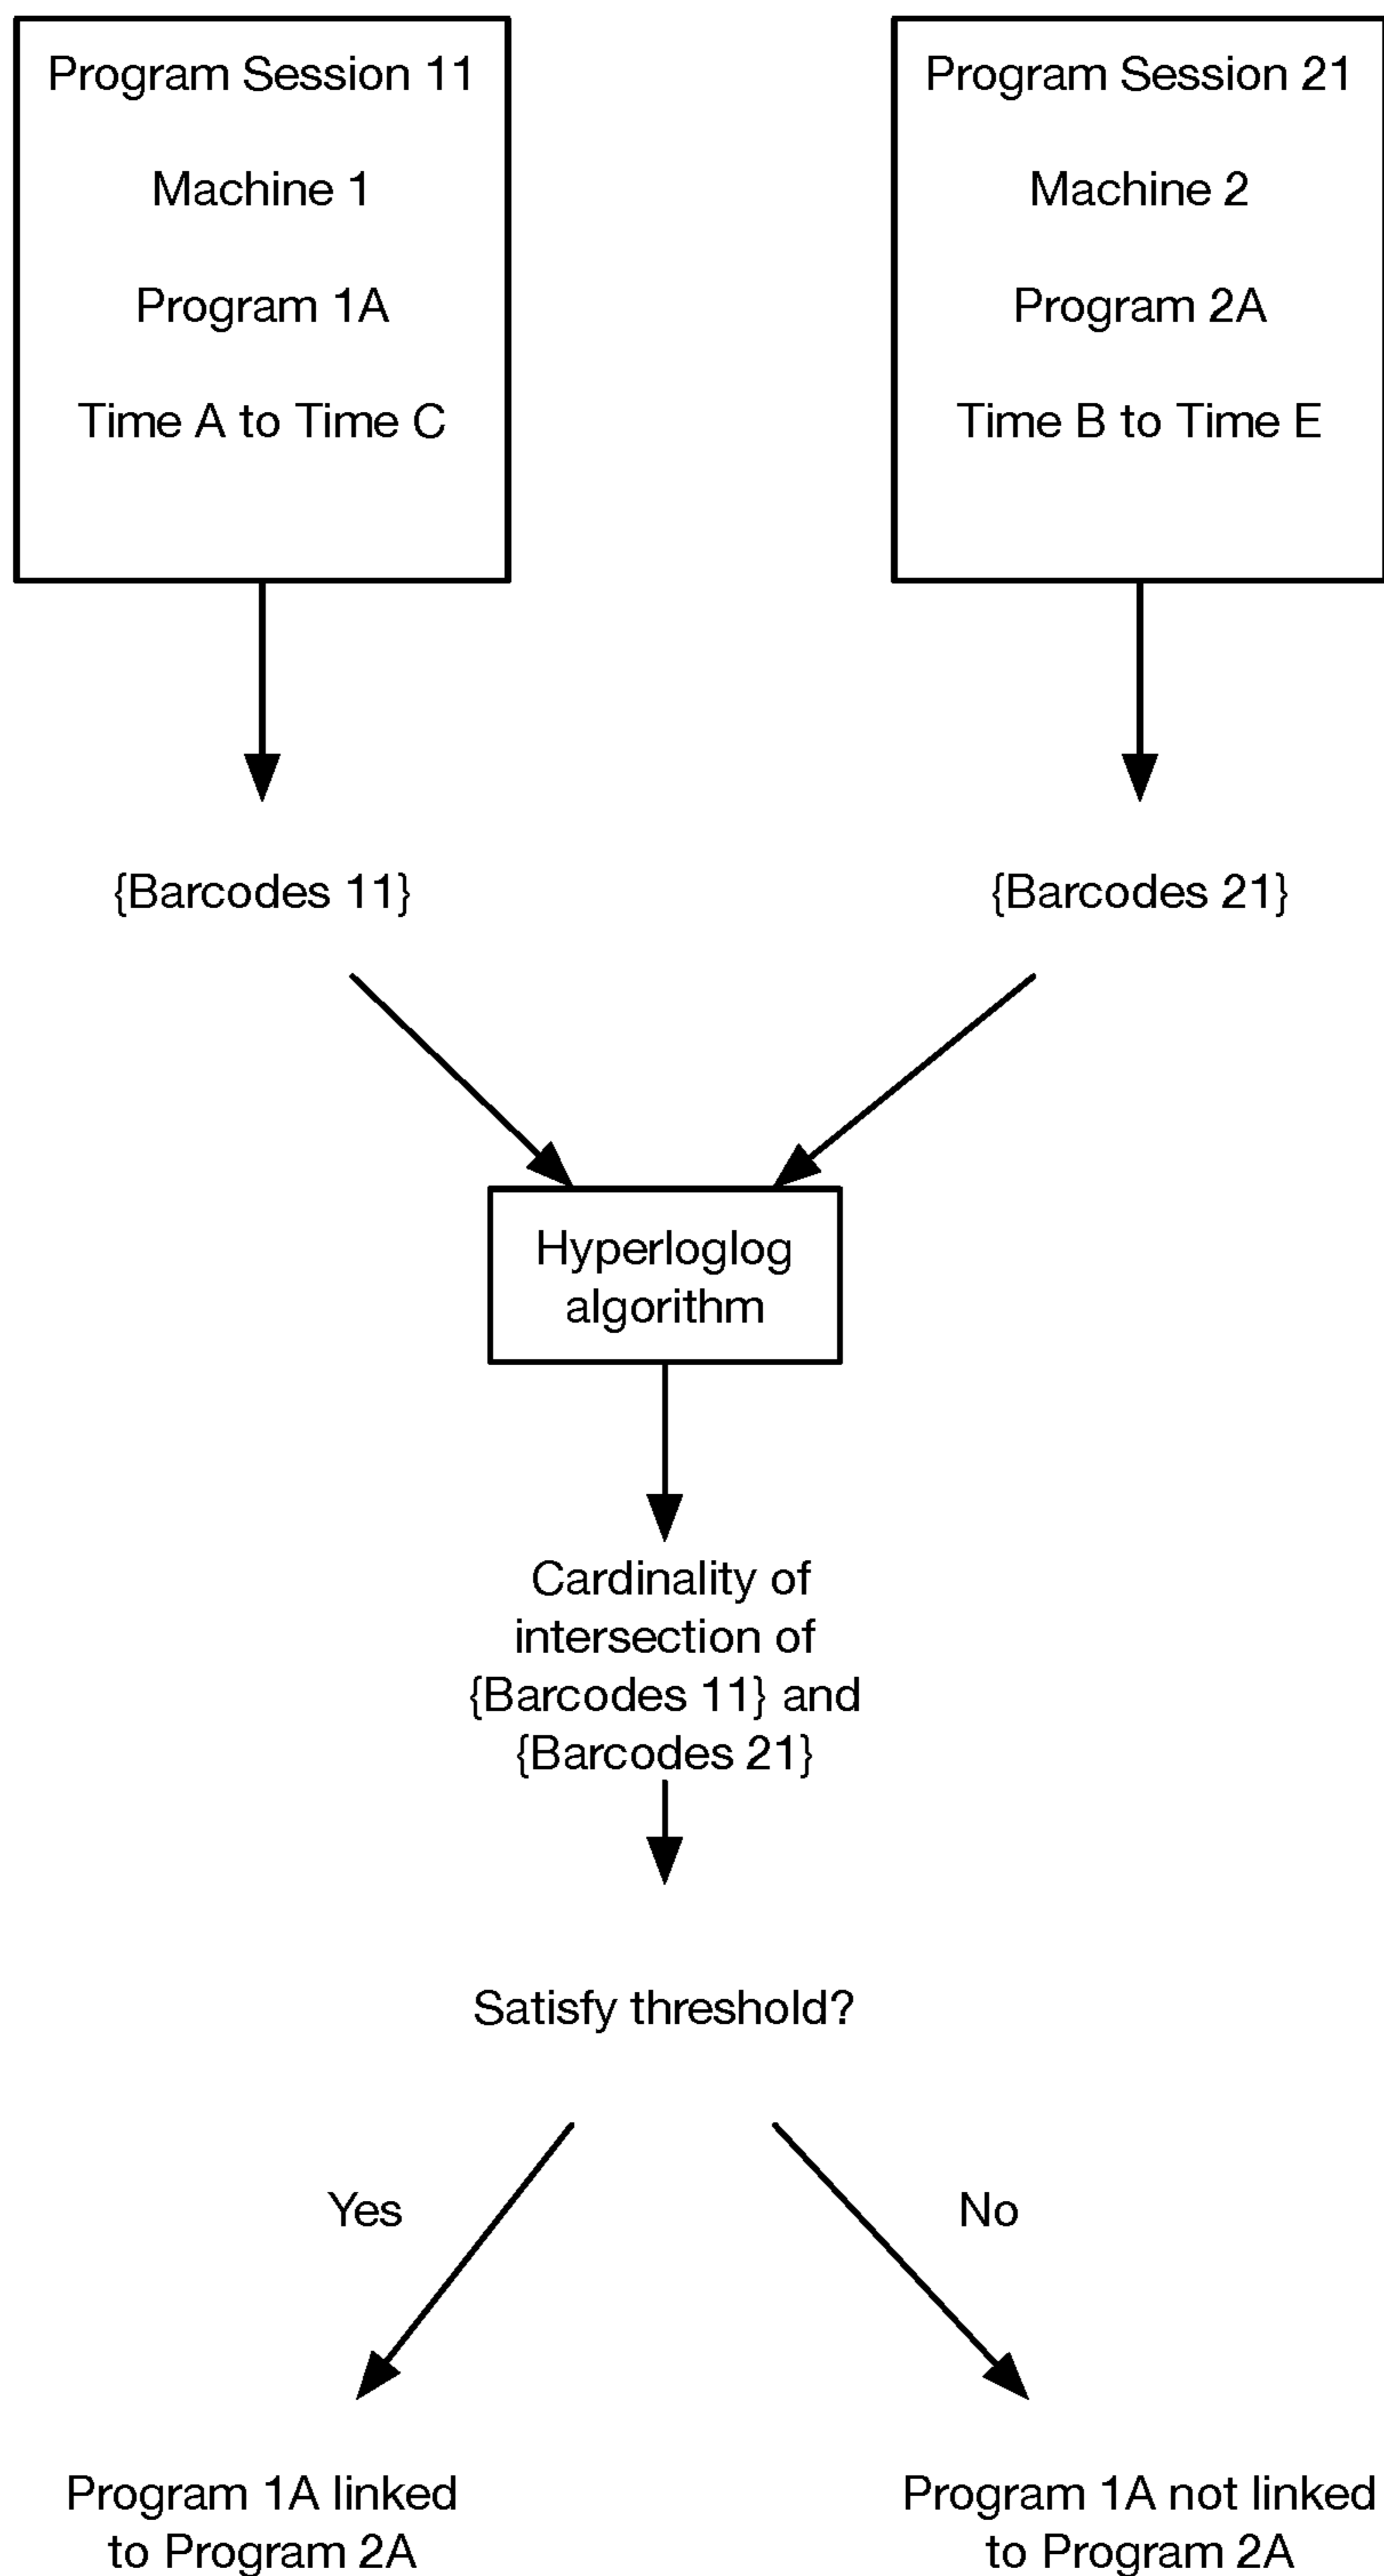 Program Session 11
Machine 1
Program 1A
Time A to Time C
Program Session 21
Machine 2
Program 2A
Time B to Time E
{Barcodes 11}
{Barcodes 21}
Hyperloglog
algorithm
Cardinality of
intersection of
{Barcodes 11} and
{Barcodes 21}
Satisfy threshold?
Yes
No
Program 1A linked
to Program 2A
Program 1A not linked
to Program 2A